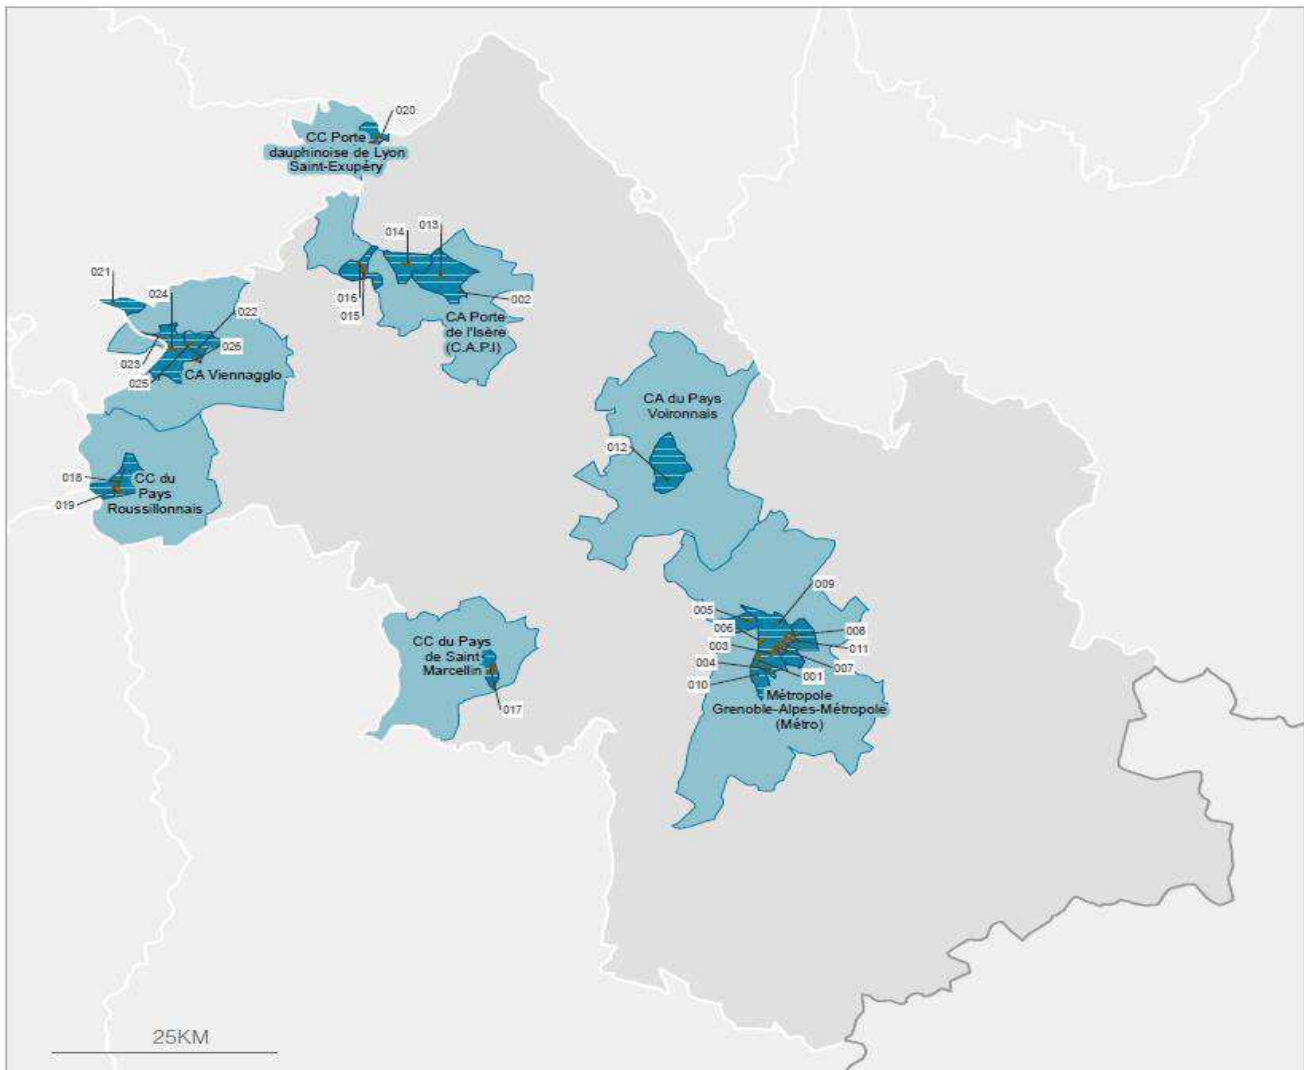 020
CC Porte
dauphinoise de Lyon
Saint-Exupéry
013
014
021
024
022
016
015
002
CA Porte
de l'Isère
(C.A.P.I)
023
026
025
CA Viennagglo
CA du Pays
Voironnais
012
018
019
CC du
Pays
Roussillonnais
009
005
006
008
003
011
004
007
010
001
CC du Pays
de Saint
Marcellin
017
Métropole
Grenoble-Alpes-Métropole
(Métro)
25KM